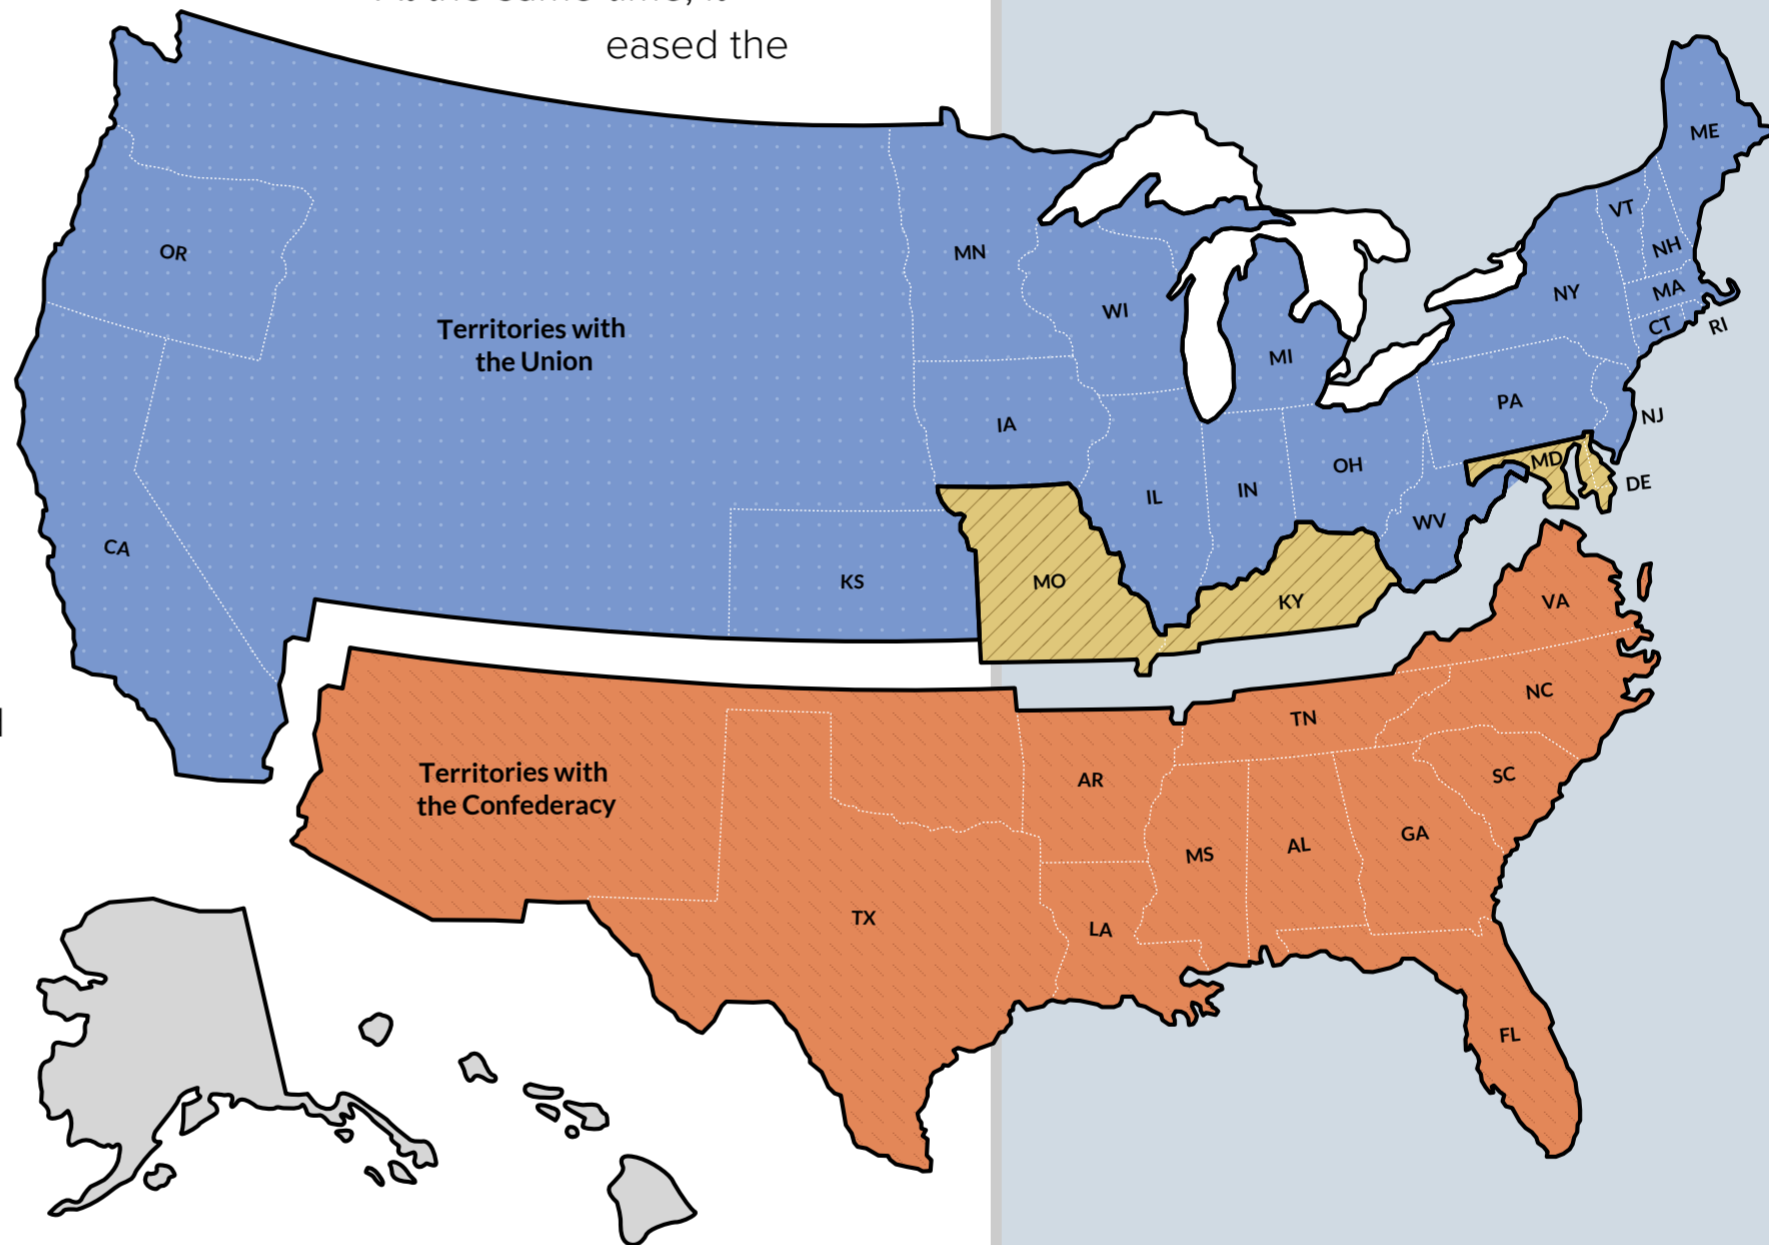 eased the
ME
VT
OR
NH
MN
MA
NY
WI
CT
RI
Territories with
the Union
MI
PA
NJ
IA
MD
OH
DE
IL
IN
WV
CA
KS
MO
KY
VA
NC
TN
Territories with
the Confederacy
AR
SC
GA
AL
MS
TX
LA
FL